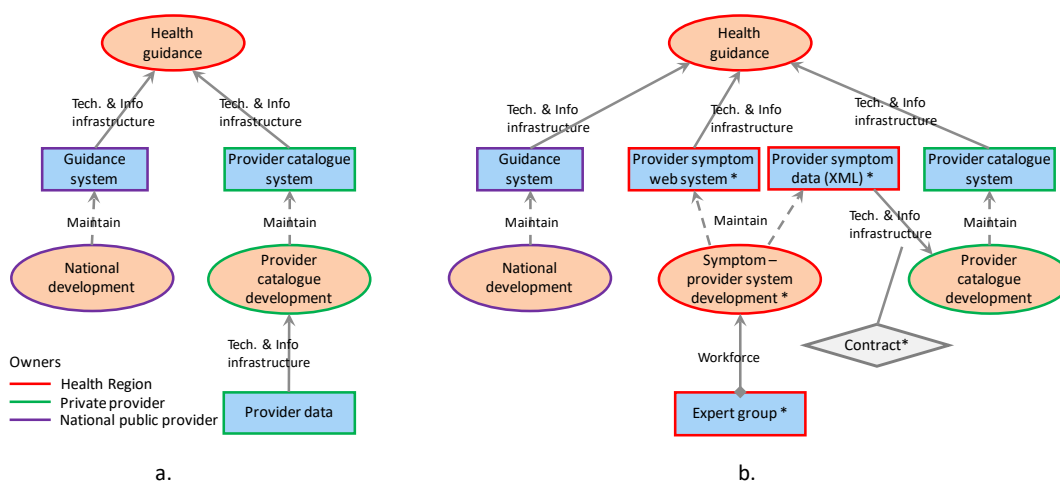 Health
guidance
Tech. & Info
infrastructure
Tech. & Info
infrastructure
Guidance
system
Provider catalogue
system
Maintain
Maintain
National
development
Provider
catalogue
development
Tech. & Info
infrastructure
Provider data
Owners
Health Region
Private provider
National public provider
a.
Health
guidance
Tech. & Info
infrastructure
Tech. & Info
infrastructure
Tech. & Info
infrastructure
Guidance
system
Provider symptom
web system *
Provider symptom
data (XML) *
Provider catalogue
system
Maintain
Maintain
Tech. & Info
infrastructure
Maintain
National
development
Symptom –
provider system
development *
Provider
catalogue
development
Contract*
Workforce
Expert group *
b.